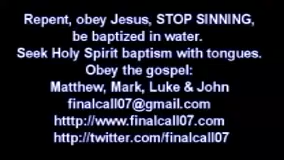 Repent, obey Jesus, STOP SINNING,
be baptized in water.
Seek Holy Spirit baptism with tongues.
Obey the gospel:
Matthew, Mark, Luke & John
finalcall07@gmail.com
htttp://www.finalcall07.com
http://twitter.com/finalcall07